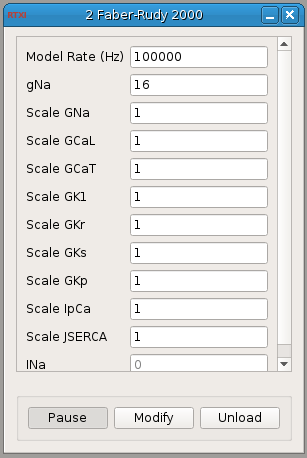 RTXI 2 Faber-Rudy 2000
Model Rate (Hz) 100000
gNa 16
Scale GNa 1
Scale GCaL 1
Scale GCaT 1
Scale GK1 1
Scale GKr 1
Scale GKs 1
Scale GKp 1
Scale IpCa 1
Scale JSERCA 1
INa 0
Pause Modify Unload